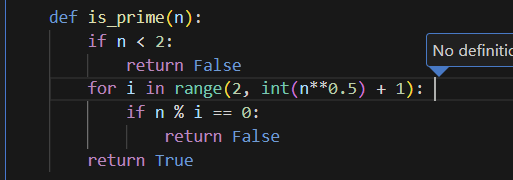 def is_prime(n):
    if n < 2:
        return False
    for i in range(2, int(n**0.5) + 1):
        if n % i == 0:
            return False
    return True
No